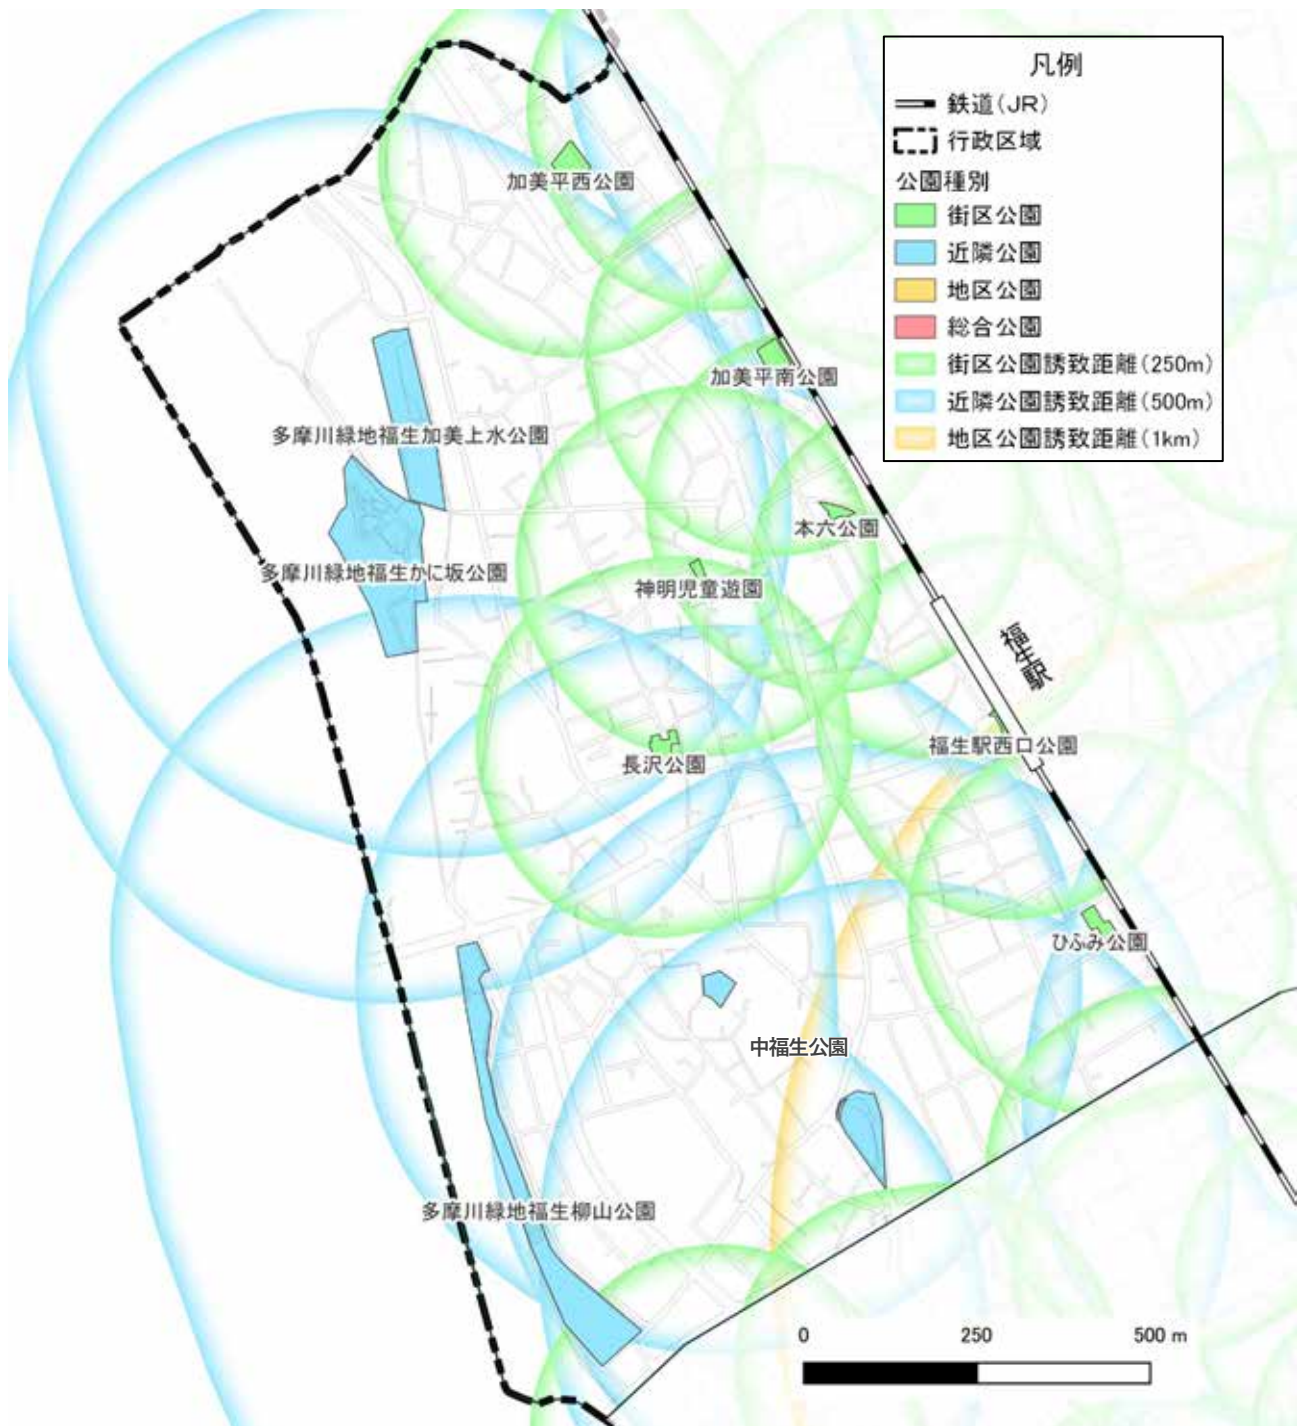 凡例
鉄道(JR)
行政区域
公園種別
街区公園
近隣公園
地区公園
総合公園
街区公園誘致距離(250m)
近隣公園誘致距離(500m)
地区公園誘致距離(1km)
加美平西公園
加美平南公園
多摩川緑地福生加美上水公園
本六公園
多摩川緑地福生かに坂公園
神明児童遊園
福生駅
福生駅西口公園
長沢公園
ひふみ公園
中福生公園
多摩川緑地福生柳山公園
0 250 500 m